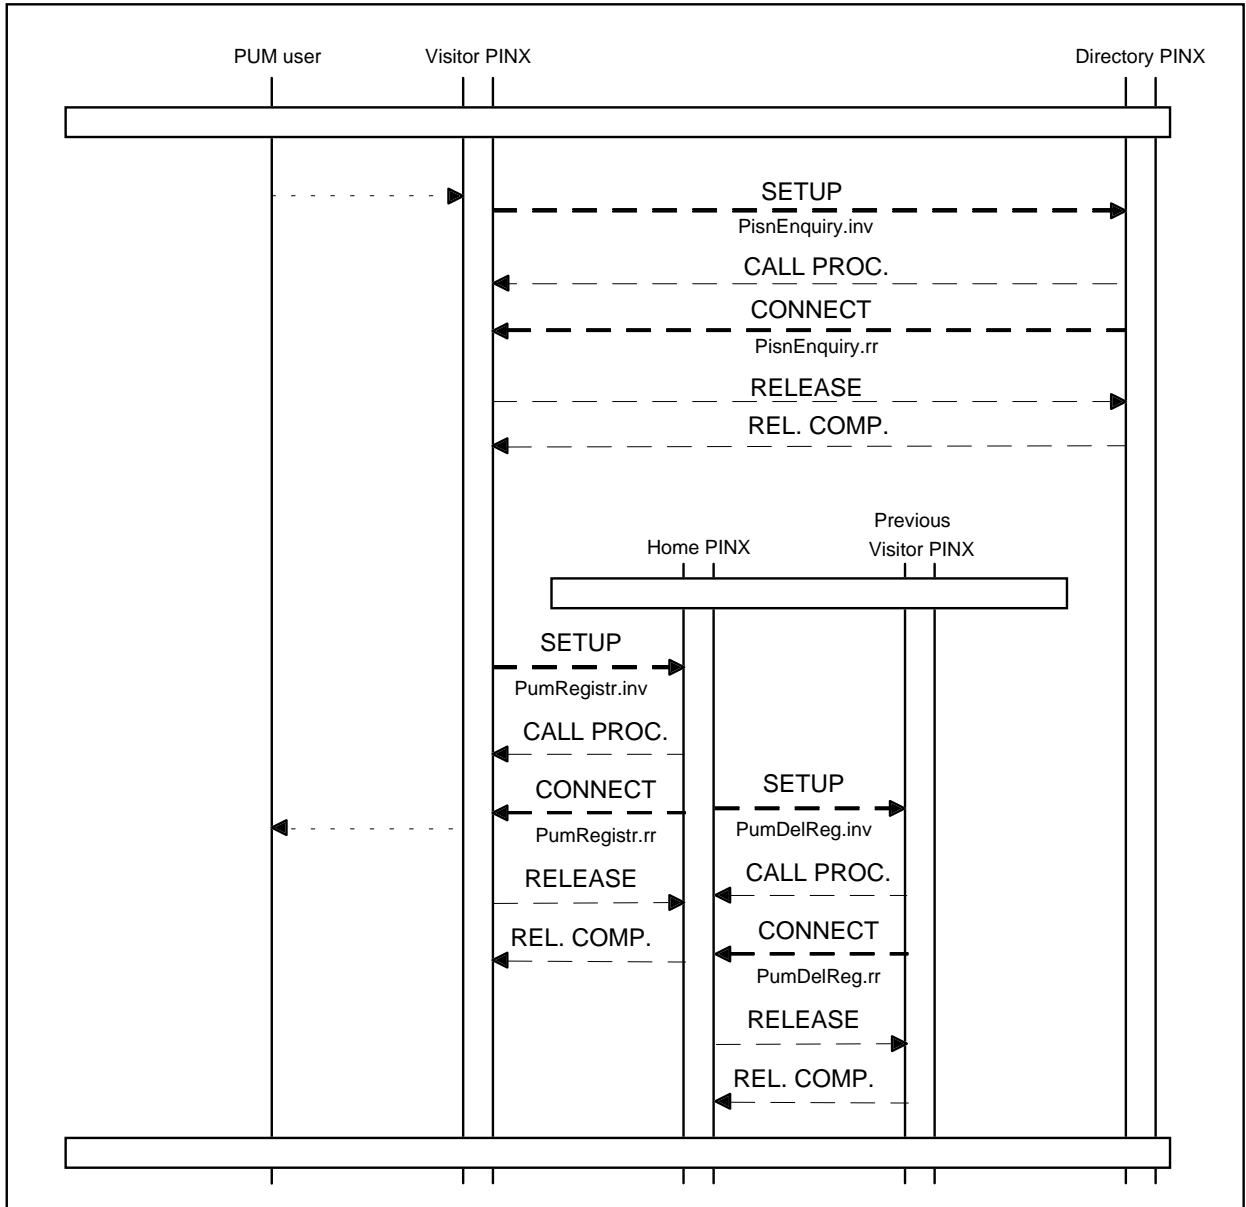 PUM user Visitor PINX Directory PINX
SETUP
PisnEnquiry.inv
CALL PROC.
CONNECT
PisnEnquiry.rr
RELEASE
REL. COMP.
Previous
Home PINX Visitor PINX
SETUP
PumRegistr.inv
CALL PROC.
CONNECT SETUP
PumRegistr.rr PumDelReg.inv
RELEASE CALL PROC.
REL. COMP. CONNECT
PumDelReg.rr
RELEASE
REL. COMP.